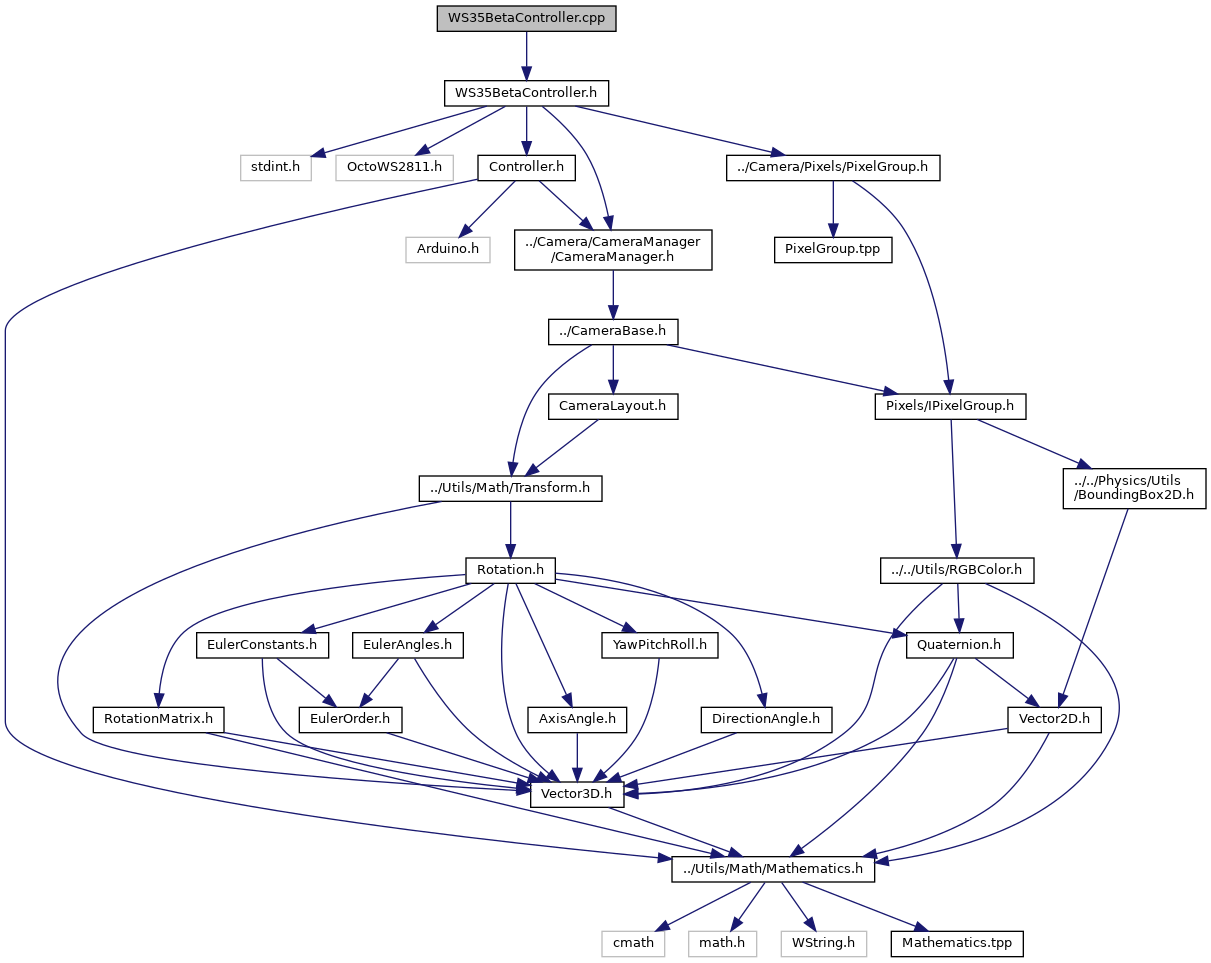 WS35BetaController.cpp
WS35BetaController.h
stdint.h
OctoWS2811.h
Controller.h
../Camera/Pixels/PixelGroup.h
Arduino.h
../Camera/CameraManager
/CameraManager.h
PixelGroup.tpp
../CameraBase.h
CameraLayout.h
Pixels/IPixelGroup.h
../Utils/Math/Transform.h
../../Physics/Utils
/BoundingBox2D.h
Rotation.h
../../Utils/RGBColor.h
EulerConstants.h
EulerAngles.h
YawPitchRoll.h
Quaternion.h
RotationMatrix.h
EulerOrder.h
AxisAngle.h
DirectionAngle.h
Vector2D.h
Vector3D.h
../Utils/Math/Mathematics.h
cmath
math.h
WString.h
Mathematics.tpp